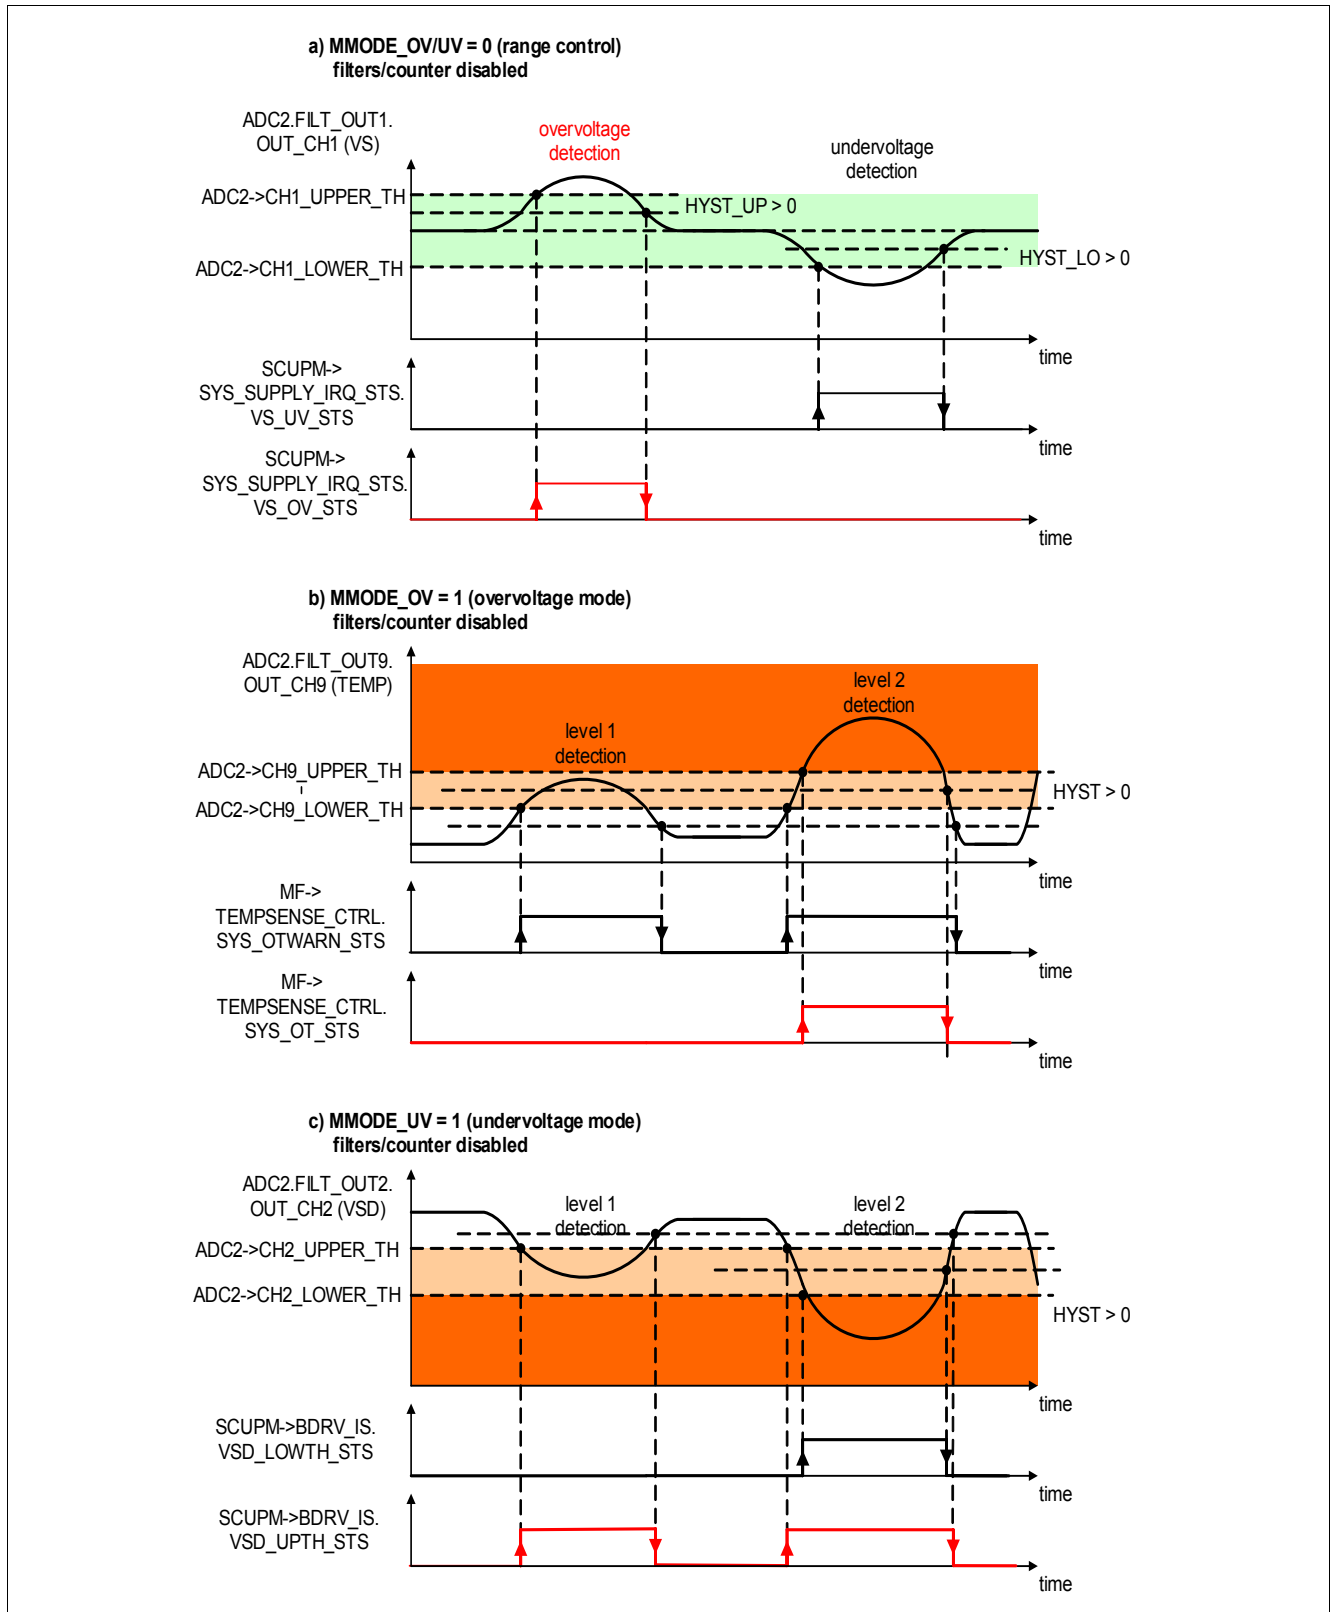 a) MMODE_OV/UV = 0 (range control)
filters/counter disabled
ADC2.FILT_OUT1.
OUT_CH1 (VS)
overvoltage
detection
undervoltage
detection
ADC2->CH1_UPPER_TH
HYST_UP > 0
ADC2->CH1_LOWER_TH
HYST_LO > 0
time
SCUPM->
SYS_SUPPLY_IRQ_STS.
VS_UV_STS
time
SCUPM->
SYS_SUPPLY_IRQ_STS.
VS_OV_STS
time
b) MMODE_OV = 1 (overvoltage mode)
filters/counter disabled
ADC2.FILT_OUT9.
OUT_CH9 (TEMP)
level 2
detection
level 1
detection
ADC2->CH9_UPPER_TH
HYST > 0
ADC2->CH9_LOWER_TH
time
MF->
TEMPSENSE_CTRL.
SYS_OTWARN_STS
time
MF->
TEMPSENSE_CTRL.
SYS_OT_STS
time
c) MMODE_UV = 1 (undervoltage mode)
filters/counter disabled
ADC2.FILT_OUT2.
OUT_CH2 (VSD)
level 1
detection
level 2
detection
ADC2->CH2_UPPER_TH
ADC2->CH2_LOWER_TH
HYST > 0
time
SCUPM->BDRV_IS.
VSD_LOWTH_STS
time
SCUPM->BDRV_IS.
VSD_UPTH_STS
time